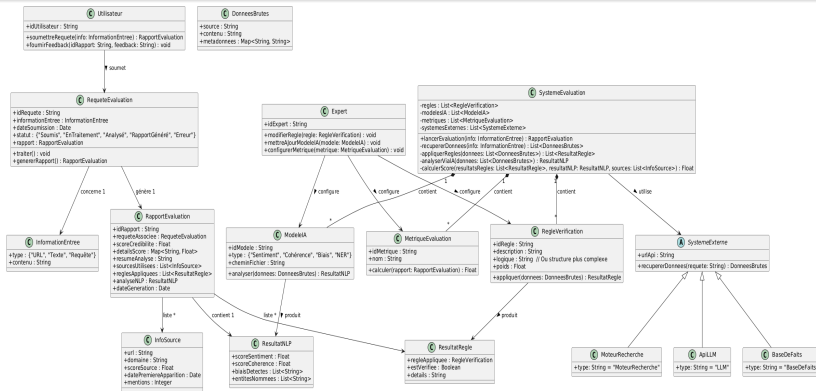 C Utilisateur
+idUtilisateur : String
+soumettreRequete(info: InformationEntree) : RapportEvaluation
+fournirFeedback(idRapport: String, feedback: String) : void
C DonneesBrutes
+source : String
+contenu : String
+metadonnees : Map<String, String>
soumet
C RequeteEvaluation
+idRequete : String
+informationEntree : InformationEntree
+dateSoumission : Date
+statut : {"Soumis", "EnTraitement", "Analysé", "RapportGénéré", "Erreur"}
+rapport : RapportEvaluation
+traiter() : void
+genererRapport() : RapportEvaluation
C Expert
+idExpert : String
+modifierRegle(regle: RegleVerification) : void
+mettreAJourModeleIA(modele: ModeleIA) : void
+configurerMetrique(metrique: MetriqueEvaluation) : void
C SystemeEvaluation
-regles : List<RegleVerification>
-modelesIA : List<ModeleIA>
-metriques : List<MetriqueEvaluation>
-systemesExternes : List<SystemeExterne>
+lancerEvaluation(info: InformationEntree) : RapportEvaluation
-recupererDonnees(info: InformationEntree) : List<DonneesBrutes>
-appliquerRegles(donnees: List<DonneesBrutes>) : List<ResultatRegle>
-analyserViaIA(donnees: List<DonneesBrutes>) : ResultatNLP
-calculerScore(resultatsRegles: List<ResultatRegle>, resultatNLP: ResultatNLP, sources: List<InfoSource>) : Float
concerne 1
génère 1
configure
configure
configure
1
contient
1
contient
1
contient
utilise
*
*
*
C InformationEntree
+type : {"URL", "Texte", "Requête"}
+contenu : String
C RapportEvaluation
+idRapport : String
+requeteAssociee : RequeteEvaluation
+scoreCredibilite : Float
+detailsScore : Map<String, Float>
+resumeAnalyse : String
+sourcesUtilisees : List<InfoSource>
+reglesAppliquees : List<ResultatRegle>
+analyseNLP : ResultatNLP
+dateGeneration : Date
C ModeleIA
+idModele : String
+type : {"Sentiment", "Cohérence", "Biais", "NER"}
+cheminFichier : String
+analyser(donnees: DonneesBrutes) : ResultatNLP
C MetriqueEvaluation
+idMetrique : String
+nom : String
+calculer(rapport: RapportEvaluation) : Float
C RegleVerification
+idRegle : String
+description : String
+logique : String // Ou structure plus complexe
+poids : Float
+appliquer(donnees: DonneesBrutes) : ResultatRegle
A SystemeExterne
+urlApi : String
+recupererDonnees(requete: String) : DonneesBrutes
liste *
contient 1
liste *
produit
produit
C InfoSource
+url : String
+domaine : String
+scoreSource : Float
+datePremiereApparition : Date
+mentions : Integer
C ResultatNLP
+scoreSentiment : Float
+scoreCoherence : Float
+biaisDetectes : List<String>
+entitesNommees : List<String>
C ResultatRegle
+regleAppliquee : RegleVerification
+estVerifiee : Boolean
+details : String
C MoteurRecherche
+type: String = "MoteurRecherche"
C ApiLLM
+type: String = "LLM"
C BaseDeFaits
+type: String = "BaseDeFaits